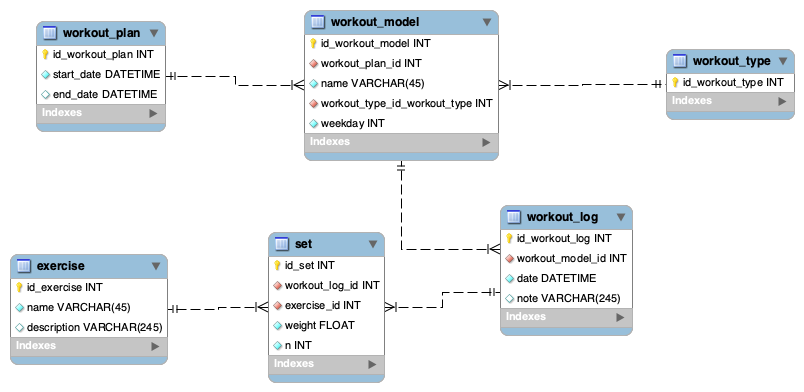 workout_plan
id_workout_plan INT
start_date DATETIME
end_date DATETIME
Indexes
workout_model
id_workout_model INT
workout_plan_id INT
name VARCHAR(45)
workout_type_id_workout_type INT
weekday INT
Indexes
workout_type
id_workout_type INT
Indexes
exercise
id_exercise INT
name VARCHAR(45)
description VARCHAR(245)
Indexes
set
id_set INT
workout_log_id INT
exercise_id INT
weight FLOAT
n INT
Indexes
workout_log
id_workout_log INT
workout_model_id INT
date DATETIME
note VARCHAR(245)
Indexes